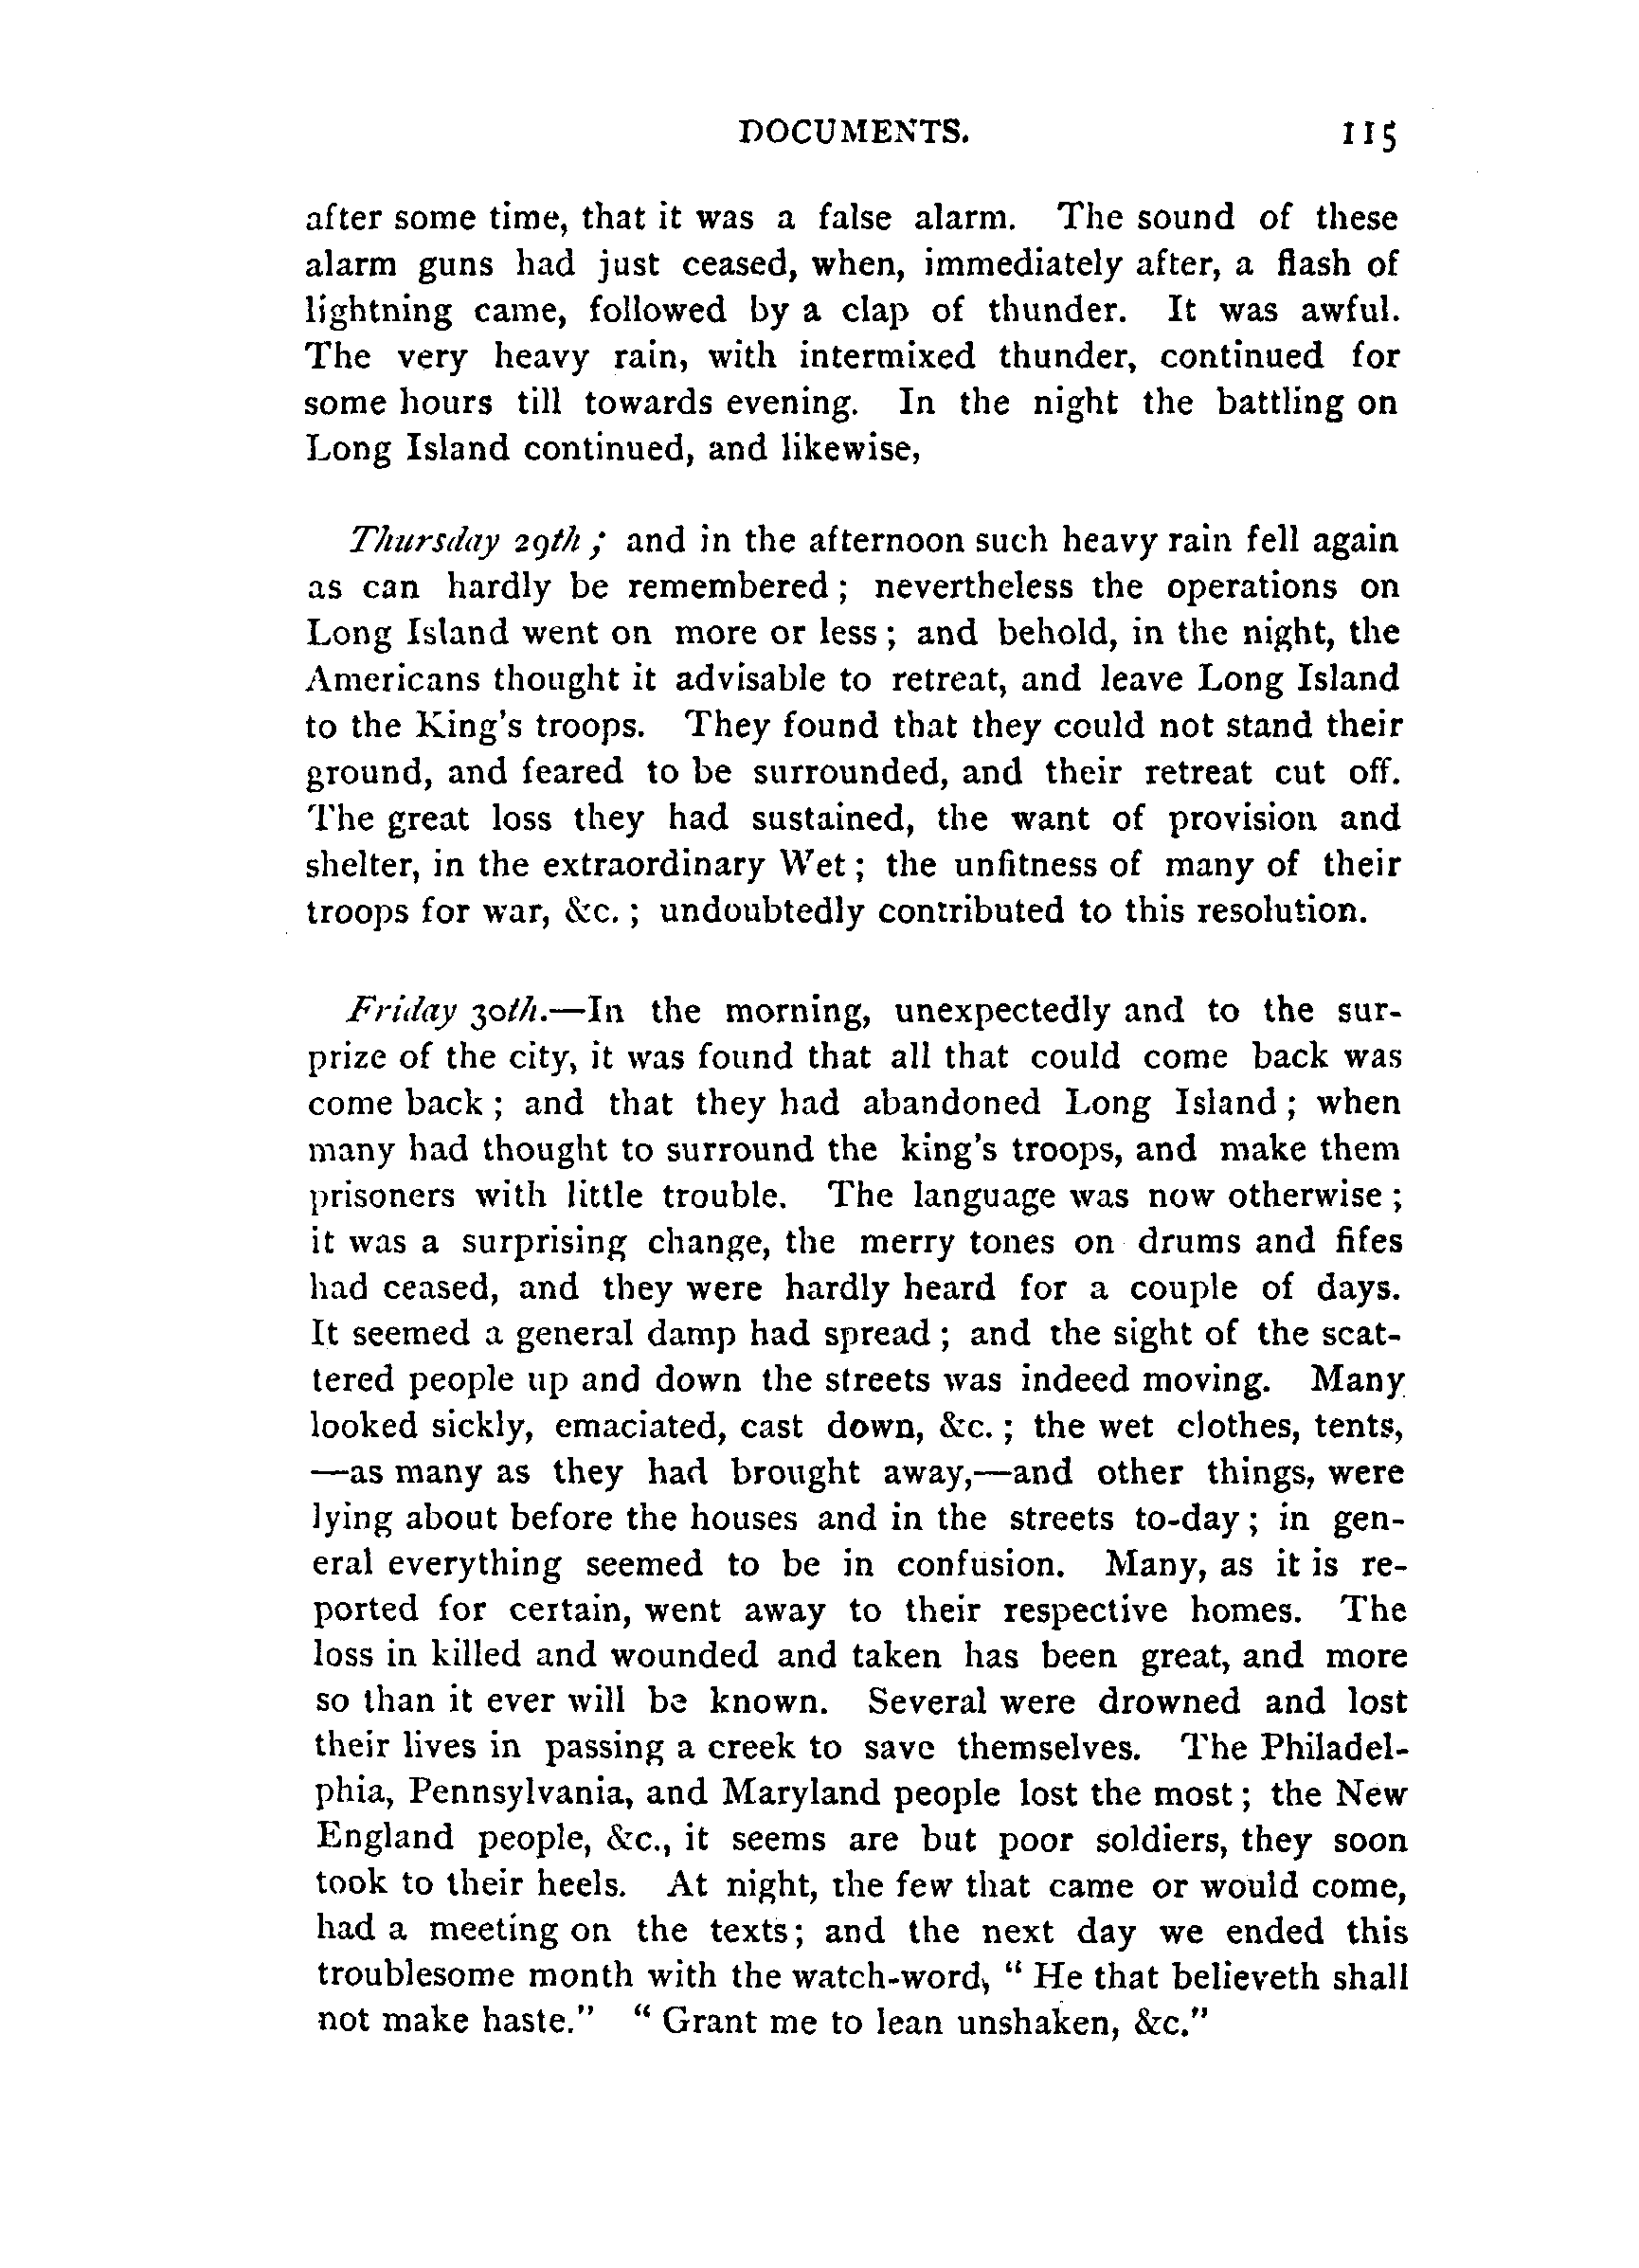 DOCUMENTS. 115
after some time, that it was a false alarm. The sound of these
alarm guns had just ceased, when, immediately after, a flash of
lightning came, followed by a clap of thunder. It was awful.
The very heavy rain, with intermixed thunder, continued for
some hours till towards evening. In the night the battling on
Long Island continued, and likewise,
Thursday 29th; and in the afternoon such heavy rain fell again
as can hardly be remembered; nevertheless the operations on
Long Island went on more or less; and behold, in the night, the
Americans thought it advisable to retreat, and leave Long Island
to the King's troops. They found that they could not stand their
ground, and feared to be surrounded, and their retreat cut off.
The great loss they had sustained, the want of provision and
shelter, in the extraordinary Wet; the unfitness of many of their
troops for war, &c.; undoubtedly contributed to this resolution.
Friday 30th.—In the morning, unexpectedly and to the sur-
prize of the city, it was found that all that could come back was
come back; and that they had abandoned Long Island; when
many had thought to surround the king's troops, and make them
prisoners with little trouble. The language was now otherwise;
it was a surprising change, the merry tones on drums and fifes
had ceased, and they were hardly heard for a couple of days.
It seemed a general damp had spread; and the sight of the scat-
tered people up and down the streets was indeed moving. Many
looked sickly, emaciated, cast down, &c.; the wet clothes, tents,
—as many as they had brought away,—and other things, were
lying about before the houses and in the streets to-day; in gen-
eral everything seemed to be in confusion. Many, as it is re-
ported for certain, went away to their respective homes. The
loss in killed and wounded and taken has been great, and more
so than it ever will be known. Several were drowned and lost
their lives in passing a creek to save themselves. The Philadel-
phia, Pennsylvania, and Maryland people lost the most; the New
England people, &c., it seems are but poor soldiers, they soon
took to their heels. At night, the few that came or would come,
had a meeting on the texts; and the next day we ended this
troublesome month with the watch-word, "He that believeth shall
not make haste." "Grant me to lean unshaken, &c."